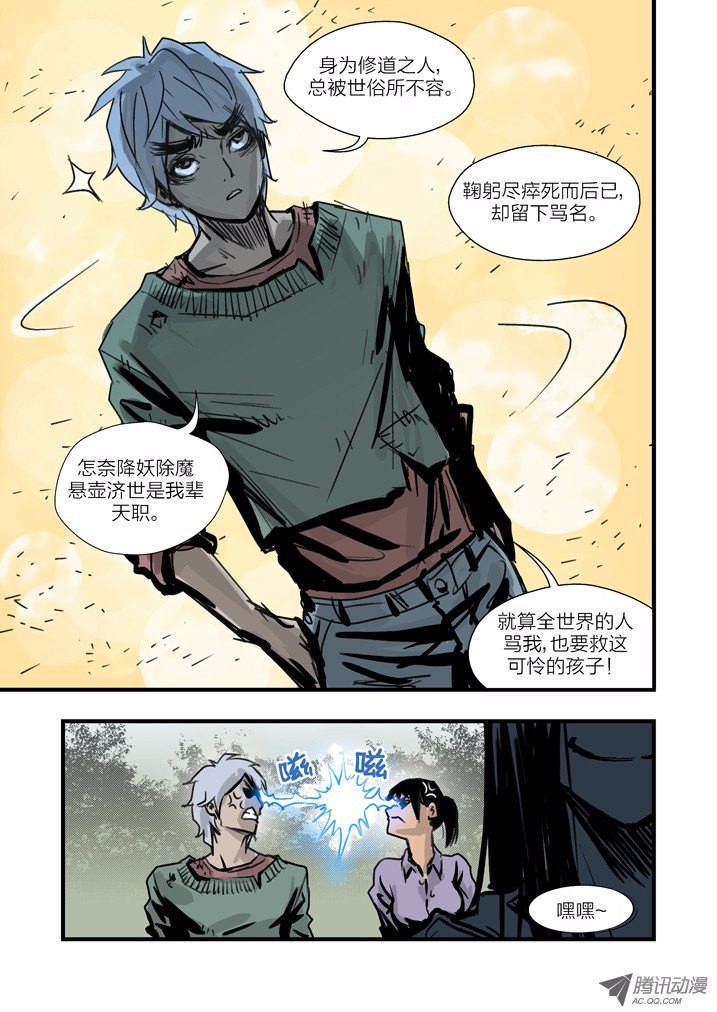 身为修道之人,
总被世俗所不容。
鞠躬尽瘁死而后已,
却留下骂名。
怎奈降妖除魔
悬壶济世是我辈
天职。
就算全世界的人
骂我,也要救这
可怜的孩子!
滋 滋
嘿嘿~
腾讯动漫
AC.QQ.COM